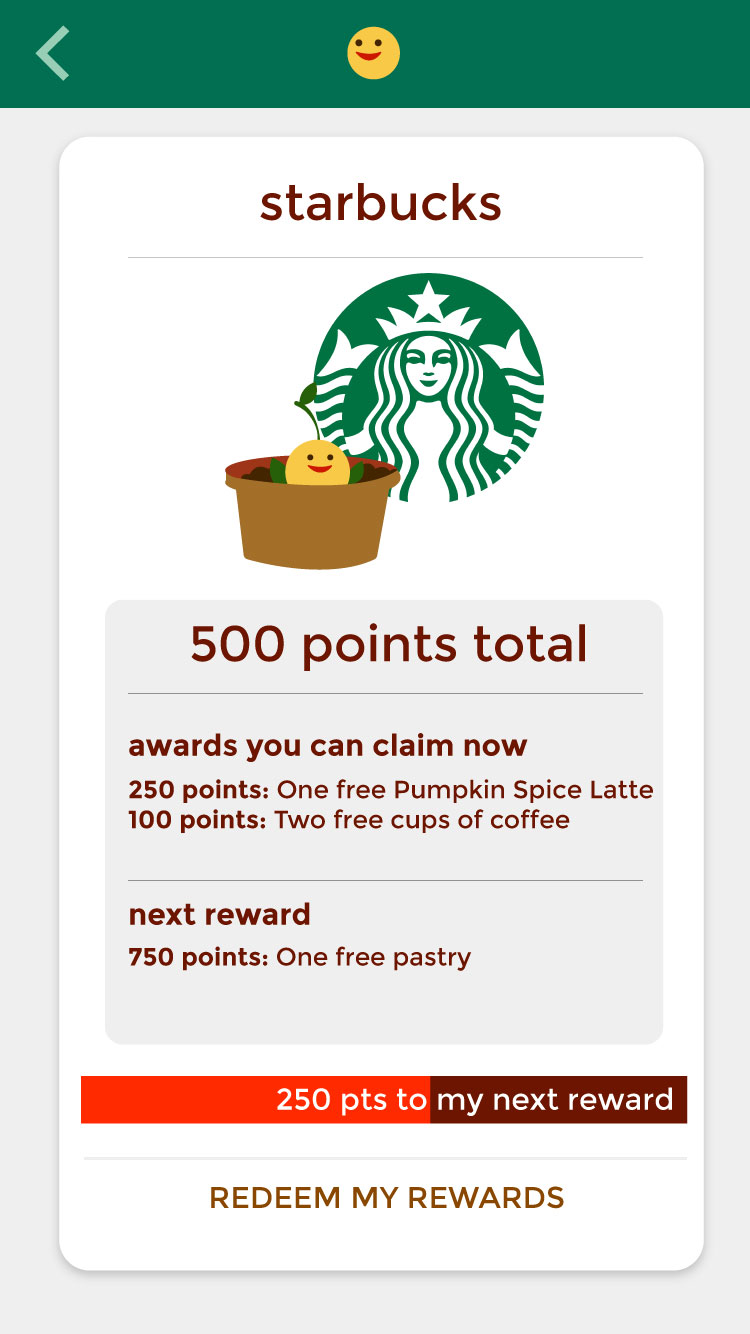 starbucks
500 points total
awards you can claim now
250 points: One free Pumpkin Spice Latte
100 points: Two free cups of coffee
next reward
750 points: One free pastry
250 pts to my next reward
REDEEM MY REWARDS